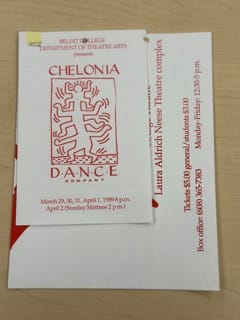 BELOIT COLLEGE
DEPARTMENT OF THEATRE ARTS
presents
CHELONIA
D·A·N·C·E
COMPANY
March 29, 30, 31, April 1, 1989 8 p.m.
April 2 (Sunday Matinee 2 p.m.)
Laura Aldrich Neese Theatre complex
Tickets $5.00 general/students $3.00
Box office: (608) 365-7383
Monday-Friday: 12:30-5 p.m.